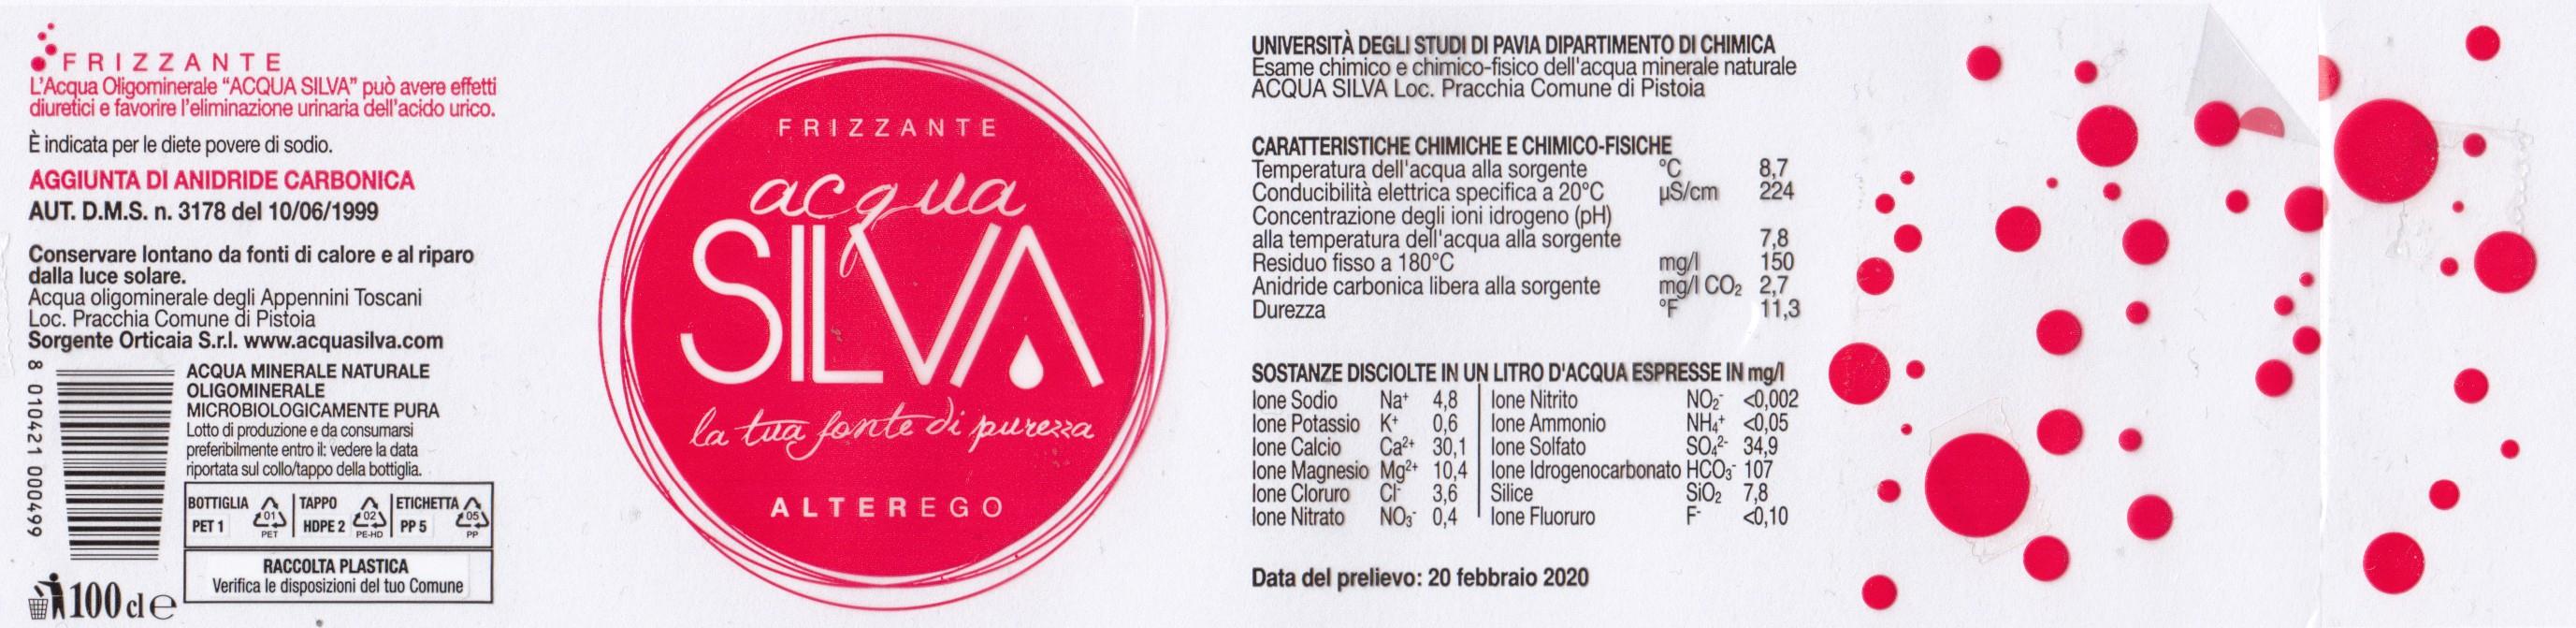 FRIZZANTE
L'Acqua Oligominerale “ACQUA SILVA” può avere effetti
diuretici e favorire l'eliminazione urinaria dell'acido urico.
È indicata per le diete povere di sodio.
AGGIUNTA DI ANIDRIDE CARBONICA
AUT. D.M.S. n. 3178 del 10/06/1999
Conservare lontano da fonti di calore e al riparo
dalla luce solare.
Acqua oligominerale degli Appennini Toscani
Loc. Pracchia Comune di Pistoia
Sorgente Orticaia S.r.l. www.acquasilva.com
8 010421 000499
ACQUA MINERALE NATURALE
OLIGOMINERALE
MICROBIOLOGICAMENTE PURA
Lotto di produzione e da consumarsi
preferibilmente entro il: vedere la data
riportata sul collo/tappo della bottiglia.
BOTTIGLIA 01 TAPPO 02 ETICHETTA 05
PET 1 PET HDPE 2 PE-HD PP 5 PP
RACCOLTA PLASTICA
Verifica le disposizioni del tuo Comune
100 cl e
FRIZZANTE
acqua
SILVA
la tua fonte di purezza
ALTEREGO
UNIVERSITÀ DEGLI STUDI DI PAVIA DIPARTIMENTO DI CHIMICA
Esame chimico e chimico-fisico dell'acqua minerale naturale
ACQUA SILVA Loc. Pracchia Comune di Pistoia
CARATTERISTICHE CHIMICHE E CHIMICO-FISICHE
Temperatura dell'acqua alla sorgente °C 8,7
Conducibilità elettrica specifica a 20°C µS/cm 224
Concentrazione degli ioni idrogeno (pH)
alla temperatura dell'acqua alla sorgente 7,8
Residuo fisso a 180°C mg/l 150
Anidride carbonica libera alla sorgente mg/l CO₂ 2,7
Durezza °F 11,3
SOSTANZE DISCIOLTE IN UN LITRO D'ACQUA ESPRESSE IN mg/l
Ione Sodio Na⁺ 4,8 Ione Nitrito NO₂⁻ <0,002
Ione Potassio K⁺ 0,6 Ione Ammonio NH₄⁺ <0,05
Ione Calcio Ca²⁺ 30,1 Ione Solfato SO₄²⁻ 34,9
Ione Magnesio Mg²⁺ 10,4 Ione Idrogenocarbonato HCO₃⁻ 107
Ione Cloruro Cl⁻ 3,6 Silice SiO₂ 7,8
Ione Nitrato NO₃⁻ 0,4 Ione Fluoruro F⁻ <0,10
Data del prelievo: 20 febbraio 2020